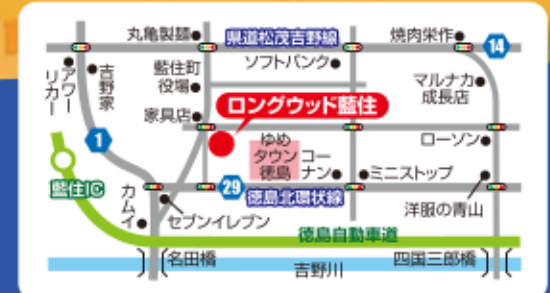 丸亀製麺
県道松茂吉野線
焼肉栄作
14
アワーリカー
吉野家
藍住町
役場
ソフトバンク
マルナカ
成長店
家具店
ロングウッド藍住
1
ゆめ
タウン
徳島
コー
ナン
ローソン
ミニストップ
藍住IC
カムイ
29
徳島北環状線
セブンイレブン
洋服の青山
徳島自動車道
名田橋
吉野川
四国三郎橋